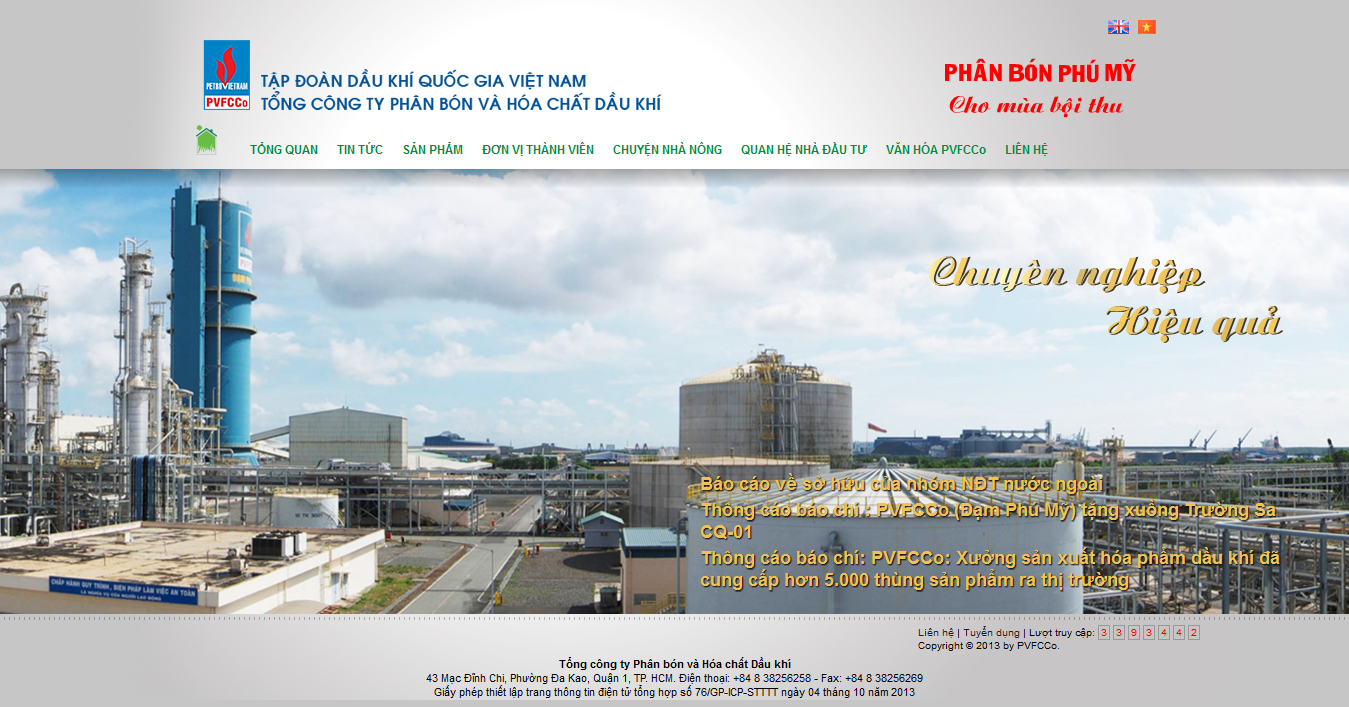 PETROVIETNAM
PVFCCo
TẬP ĐOÀN DẦU KHÍ QUỐC GIA VIỆT NAM
TỔNG CÔNG TY PHÂN BÓN VÀ HÓA CHẤT DẦU KHÍ
PHÂN BÓN PHÚ MỸ
Cho mùa bội thu
TỔNG QUAN TIN TỨC SẢN PHẨM ĐƠN VỊ THÀNH VIÊN CHUYỆN NHÀ NÔNG QUAN HỆ NHÀ ĐẦU TƯ VĂN HÓA PVFCCo LIÊN HỆ
Chuyên nghiệp
Hiệu quả
Báo cáo về sở hữu của nhóm NĐT nước ngoài
Thông cáo báo chí : PVFCCo (Đạm Phú Mỹ) tặng xuồng Trường Sa
CQ-01
Thông cáo báo chí: PVFCCo: Xưởng sản xuất hóa phẩm dầu khí đã
cung cấp hơn 5.000 thùng sản phẩm ra thị trường
CHẤP HÀNH QUY TRÌNH, BIỆN PHÁP LÀM VIỆC AN TOÀN
LÀ NGHĨA VỤ CỦA NGƯỜI LAO ĐỘNG
Liên hệ | Tuyển dụng | Lượt truy cập: 3 3 9 3 4 4 2
Copyright © 2013 by PVFCCo.
Tổng công ty Phân bón và Hóa chất Dầu khí
43 Mạc Đĩnh Chi, Phường Đa Kao, Quận 1, TP. HCM. Điện thoại: +84 8 38256258 - Fax: +84 8 38256269
Giấy phép thiết lập trang thông tin điện tử tổng hợp số 76/GP-ICP-STTTT ngày 04 tháng 10 năm 2013